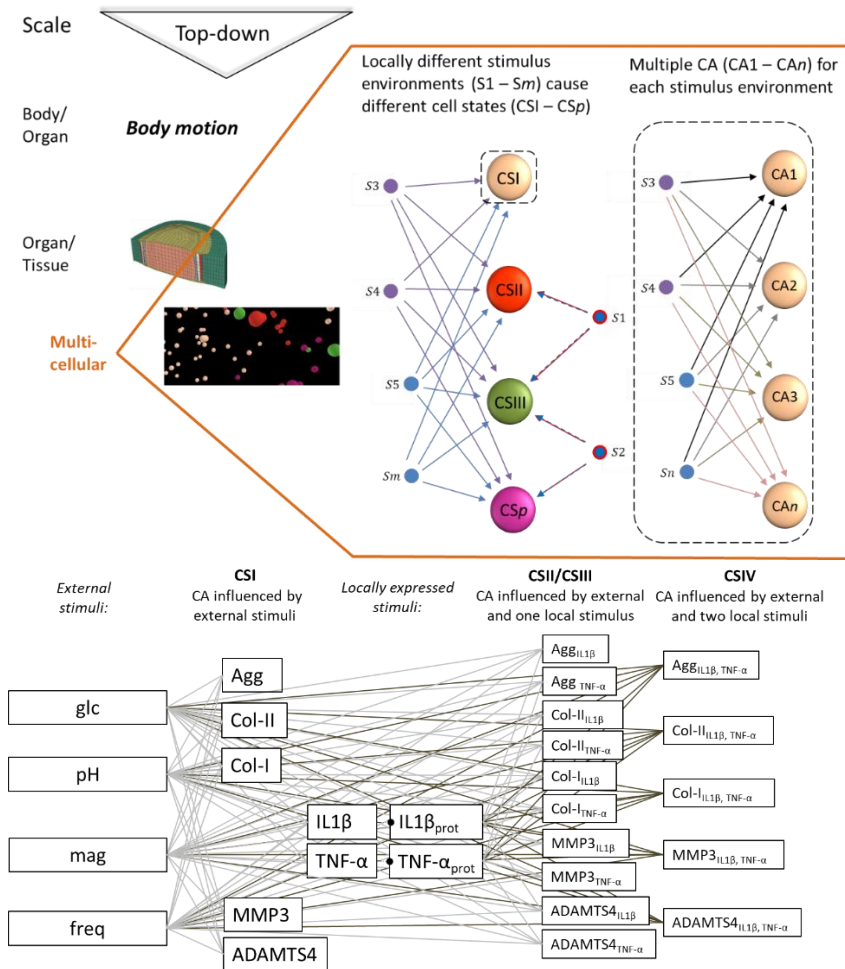 Scale
Top-down
Body/
Organ
Body motion
Organ/
Tissue
Multi-
cellular
Locally different stimulus
environments (S1 – Sm) cause
different cell states (CSI – CSp)
S3
S4
S5
Sm
CSI
CSII
CSIII
CSp
S1
S2
Multiple CA (CA1 – CAn) for
each stimulus environment
S3
S4
S5
Sn
CA1
CA2
CA3
CAn
External
stimuli:
CSI
CA influenced by
external stimuli
Locally expressed
stimuli:
CSII/CSIII
CA influenced by external
and one local stimulus
CSIV
CA influenced by external
and two local stimuli
glc
pH
mag
freq
Agg
Col-II
Col-I
IL1β
TNF-α
MMP3
ADAMTS4
IL1βprot
TNF-αprot
AggIL1β
Agg TNF-α
Col-IIIL1β
Col-IITNF-α
Col-IIL1β
Col-ITNF-α
MMP3IL1β
MMP3TNF-α
ADAMTS4IL1β
ADAMTS4TNF-α
AggIL1β, TNF-α
Col-IIIL1β, TNF-α
Col-IIL1β, TNF-α
MMP3IL1β, TNF-α
ADAMTS4IL1β, TNF-α